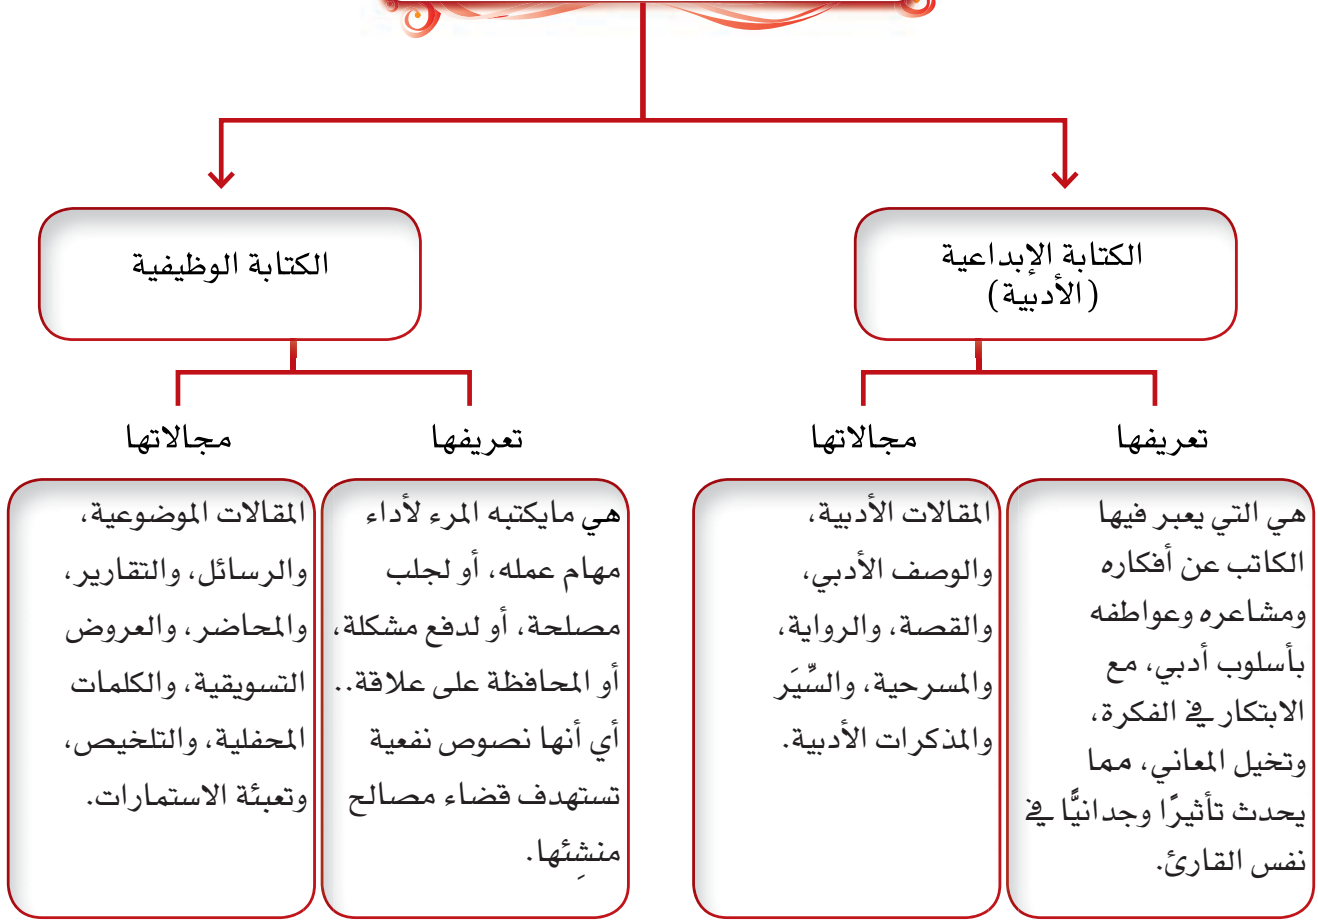 الكتابة الإبداعية
(الأدبية)
تعريفها
هي التي يعبر فيها
الكاتب عن أفكاره
ومشاعره وعواطفه
بأسلوب أدبي، مع
الابتكار في الفكرة،
وتخيل المعاني، مما
يحدث تأثيرًا وجدانيًّا في
نفس القارئ.
مجالاتها
المقالات الأدبية،
والوصف الأدبي،
والقصة، والرواية،
والمسرحية، والسِّيَر
والمذكرات الأدبية.
الكتابة الوظيفية
تعريفها
هي مايكتبه المرء لأداء
مهام عمله، أو لجلب
مصلحة، أو لدفع مشكلة،
أو المحافظة على علاقة..
أي أنها نصوص نفعية
تستهدف قضاء مصالح
منشِئها.
مجالاتها
المقالات الموضوعية،
والرسائل، والتقارير،
والمحاضر، والعروض
التسويقية، والكلمات
المحفلية، والتلخيص،
وتعبئة الاستمارات.